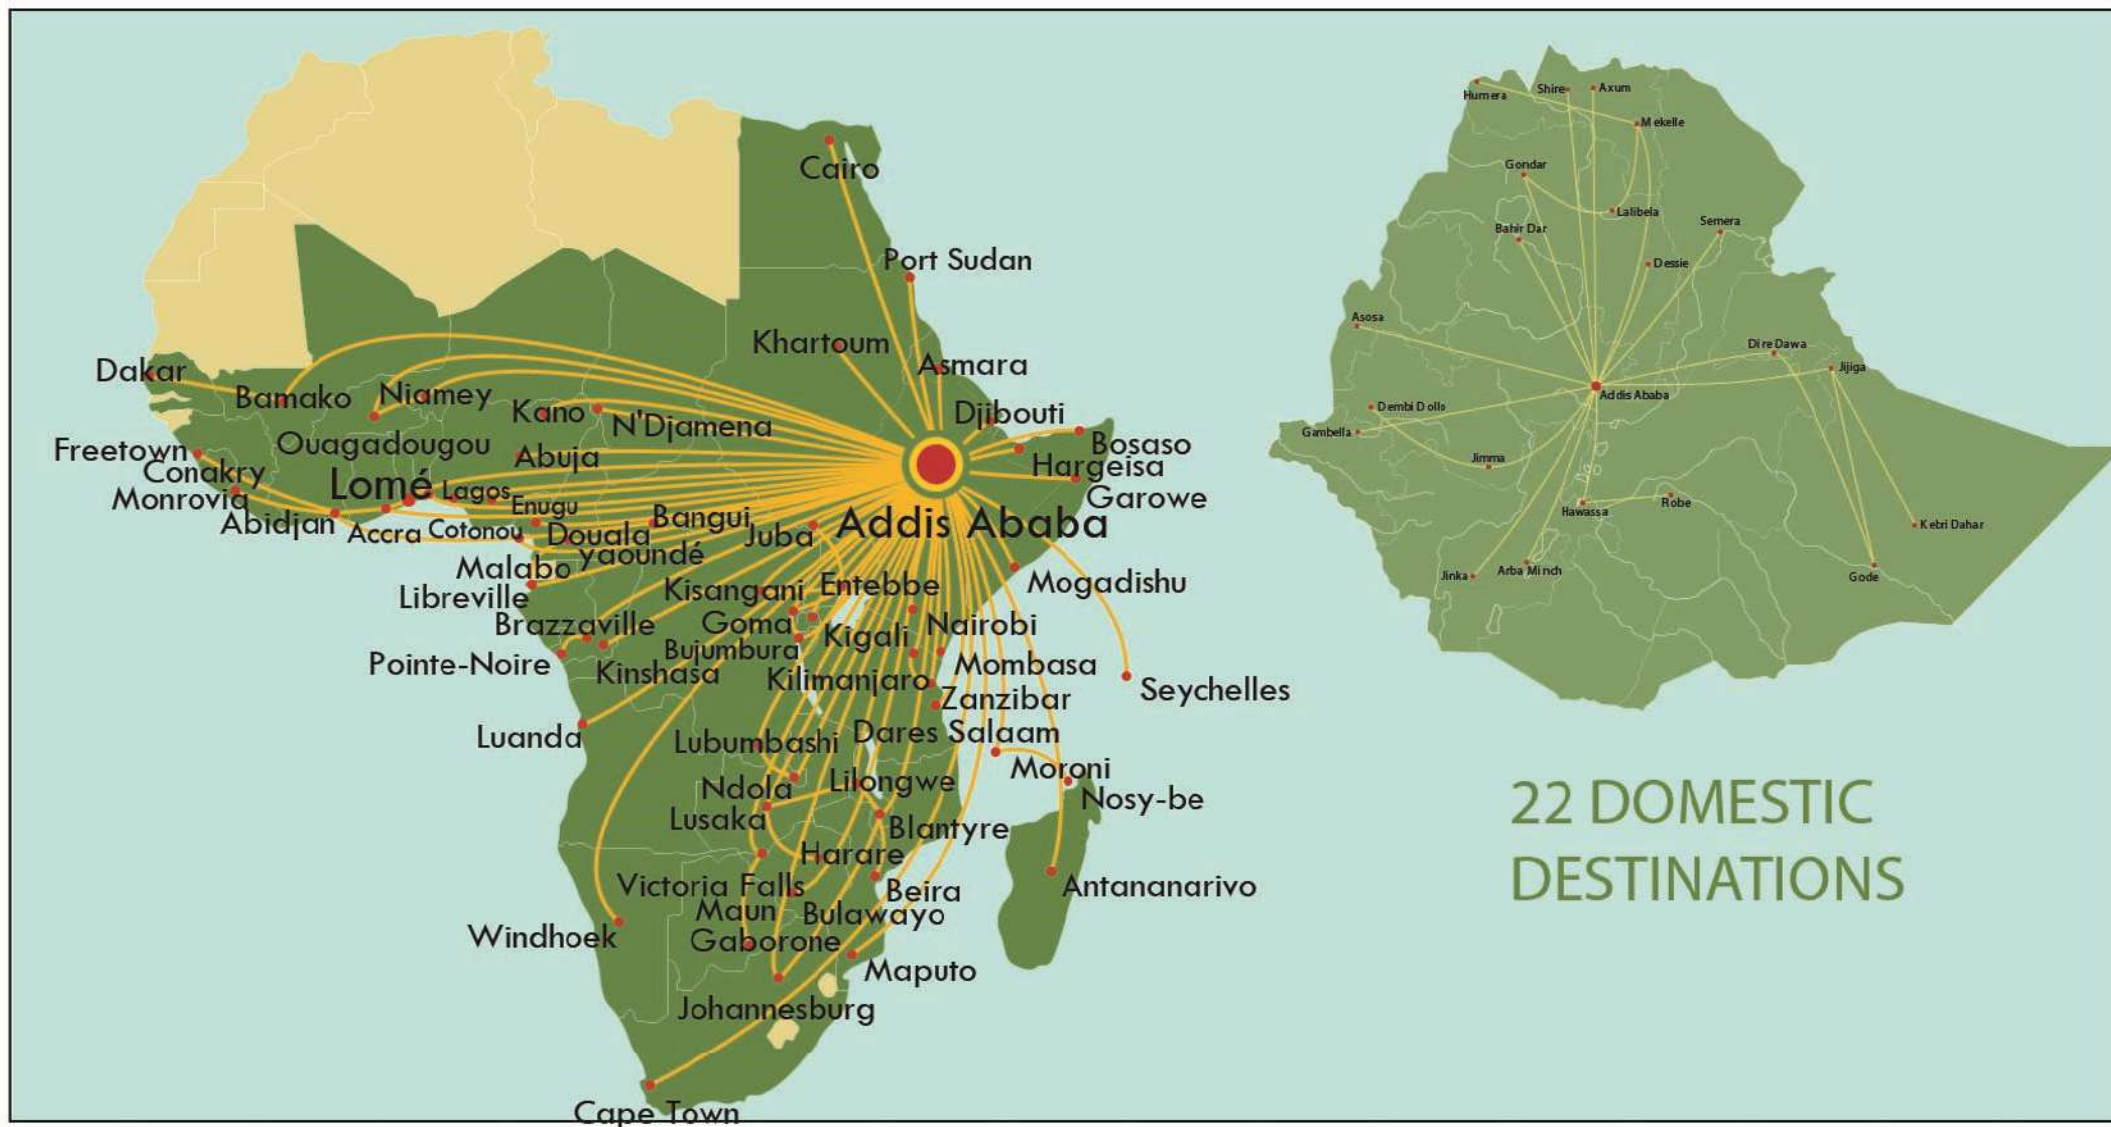 Cairo
Port Sudan
Khartoum
Asmara
Dakar
Bamako
Niamey
Kano
N'Djamena
Djibouti
Bosaso
Freetown
Ouagadougou
Abuja
Hargeisa
Conakry
Lomé
Lagos
Garowe
Monrovia
Enugu
Abidjan
Accra
Cotonou
Douala
Bangui
Juba
Addis Ababa
yaoundé
Malabo
Mogadishu
Libreville
Kisangani
Entebbe
Brazzaville
Goma
Kigali
Nairobi
Pointe-Noire
Bujumbura
Mombasa
Kinshasa
Kilimanjaro
Seychelles
Zanzibar
Luanda
Lubumbashi
Dares Salaam
Moroni
Ndola
Lilongwe
Nosy-be
Lusaka
Blantyre
Harare
Victoria Falls
Beira
Antananarivo
Maun
Bulawayo
Windhoek
Gaborone
Maputo
Johannesburg
Cape Town
Humera
Shire
Axum
Mekelle
Gondar
Lalibela
Semera
Bahir Dar
Dessie
Asosa
Dire Dawa
Jijiga
Addis Ababa
Dembi Dollo
Gambella
Jimma
Hawassa
Robe
Kebri Dahar
Jinka
Arba Minch
Gode
22 DOMESTIC
DESTINATIONS